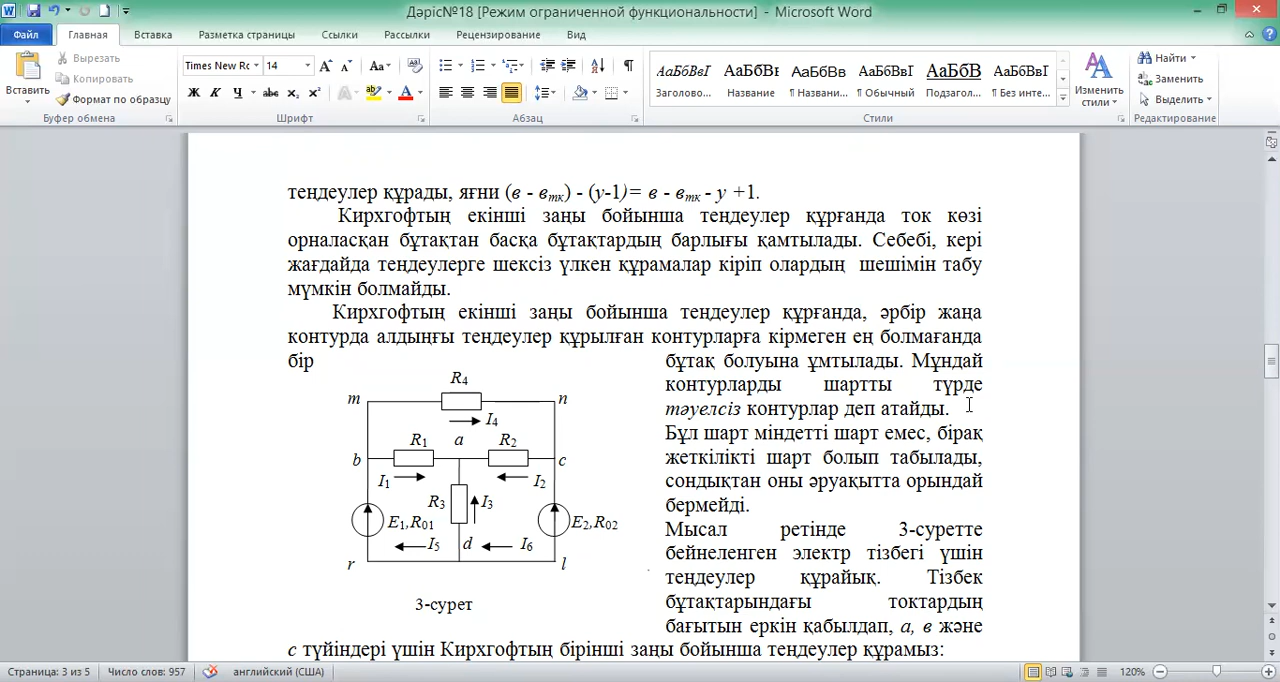 Дәріс№18 [Режим ограниченной функциональности] - Microsoft Word
Файл Главная Вставка Разметка страницы Ссылки Рассылки Рецензирование Вид
Вставить
Вырезать
Копировать
Формат по образцу
Буфер обмена
Times New Rс 14
Ж К Ч abc x₂ x² A A
Шрифт
Абзац
АаБбВвГ АаБбВı АаБбВв АаБбВвГ АаБбВ АаБбВвГ
Заголово... Название ¶ Названи... ¶ Обычный Подзагол... ¶ Без инте...
Стили
Изменить
стили
Найти
Заменить
Выделить
Редактирование
теңдеулер құрады, яғни (в - втк) - (у-1)= в - втк - у +1.
Кирхгофтың екінші заңы бойынша теңдеулер құрғанда ток көзі
орналасқан бұтақтан басқа бұтақтардың барлығы қамтылады. Себебі, кері
жағдайда теңдеулерге шексіз үлкен құрамалар кіріп олардың шешімін табу
мүмкін болмайды.
Кирхгофтың екінші заңы бойынша теңдеулер құрғанда, әрбір жаңа
контурда алдыңғы теңдеулер құрылған контурларға кірмеген ең болмағанда
бір бұтақ болуына ұмтылады. Мұндай
контурларды шартты түрде
тәуелсіз контурлар деп атайды.
Бұл шарт міндетті шарт емес, бірақ
жеткілікті шарт болып табылады,
сондықтан оны әруақытта орындай
бермейді.
Мысал ретінде 3-суретте
бейнеленген электр тізбегі үшін
теңдеулер құрайық. Тізбек
бұтақтарындағы токтардың
бағытын еркін қабылдап, а, в және
с түйіндері үшін Кирхгофтың бірінші заңы бойынша теңдеулер құрамыз:
R4
m n
I4
R1 a R2
b c
I1 I2
R3 I3
E1,R01 E2,R02
I5 d I6
r l
3-сурет
Страница: 3 из 5 Число слов: 957 английский (США) 120%